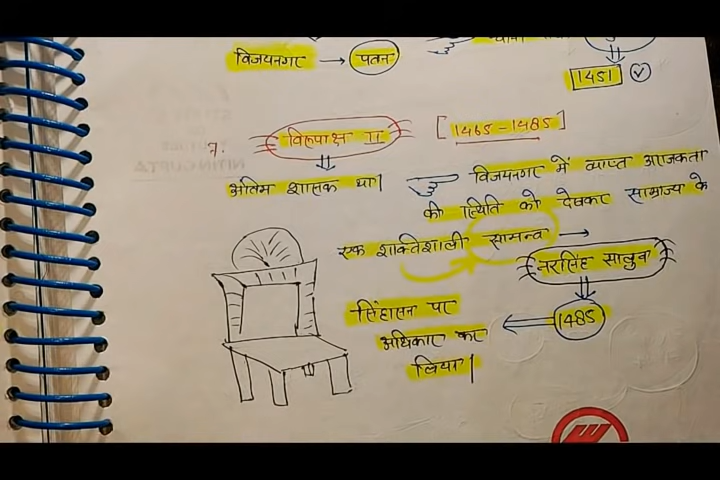 विजयनगर → पतन
1451
7. विरुपाक्ष II [1465-1485]
अंतिम शासक था।
विजयनगर में व्याप्त अराजकता
की स्थिति को देखकर साम्राज्य के
एक शाक्तिशाली सामन्त →
नरसिंह सालुव
1485
सिंहासन पर
अधिकार कर
लिया।